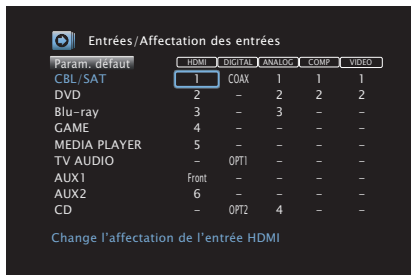 Entrées/Affectation des entrées
Param. défaut HDMI DIGITAL ANALOG COMP VIDEO
CBL/SAT 1 COAX 1 1 1
DVD 2 – 2 2 2
Blu-ray 3 – 3 – –
GAME 4 – – – –
MEDIA PLAYER 5 – – – –
TV AUDIO – OPT1 – – –
AUX1 Front – – – –
AUX2 6 – – – –
CD – OPT2 4 – –
Change l'affectation de l'entrée HDMI